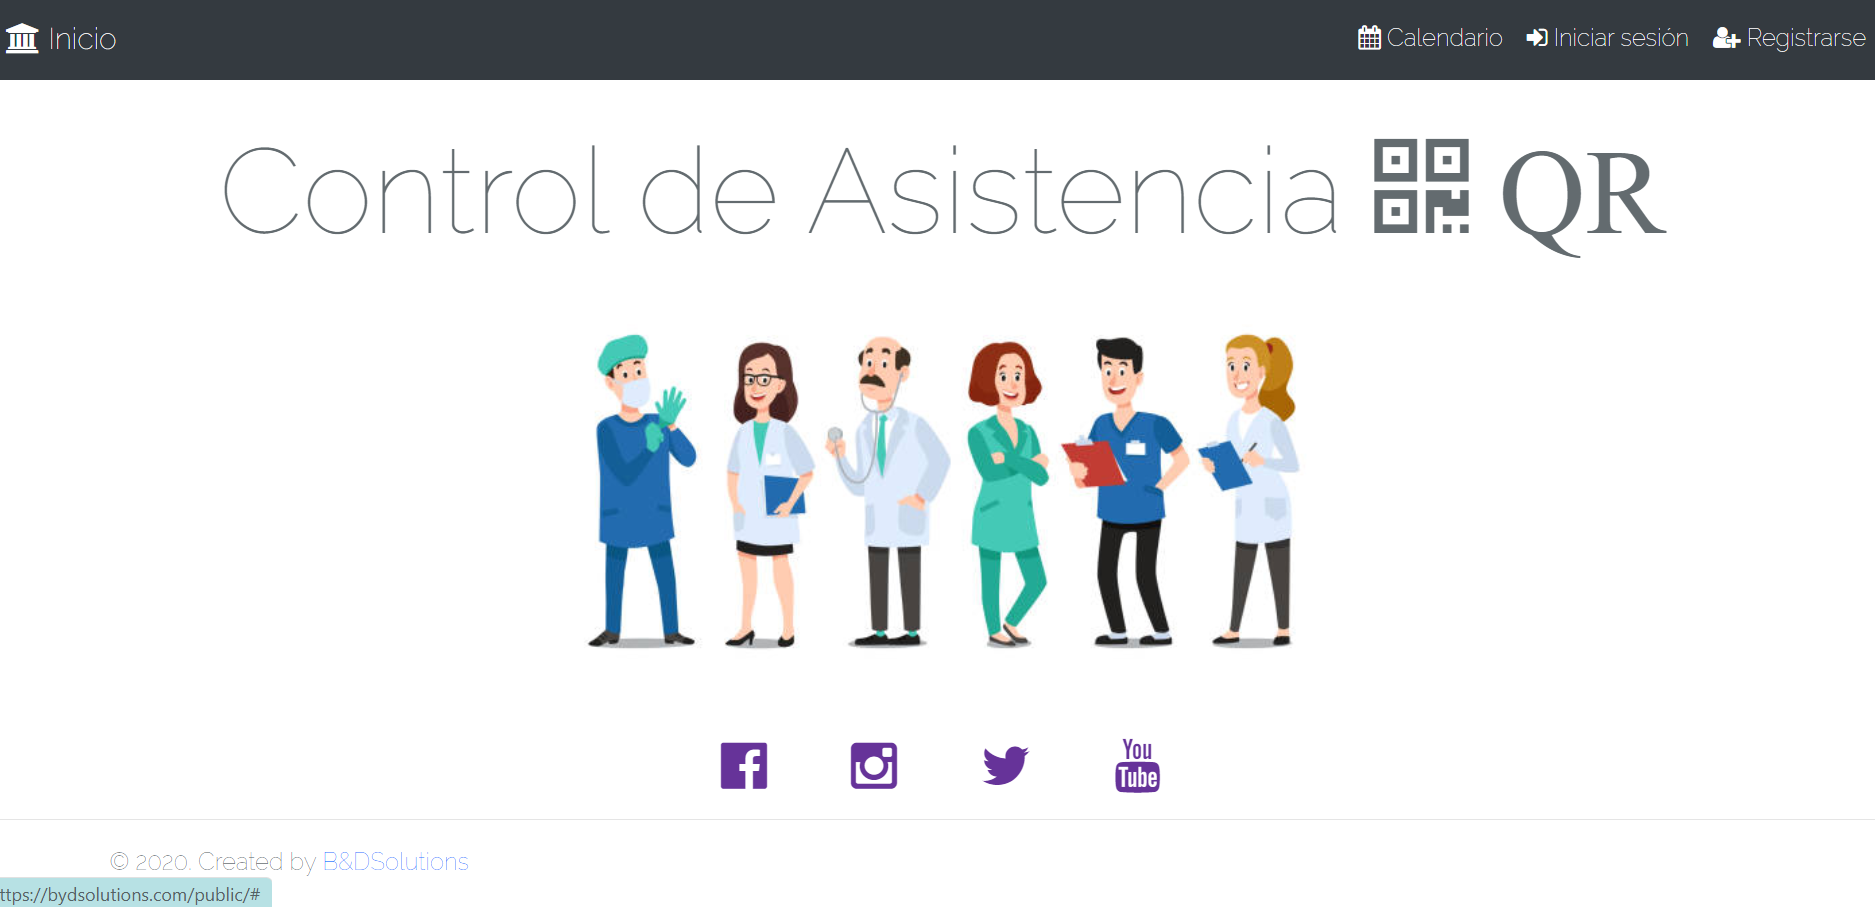 Inicio
Calendario
Iniciar sesión
Registrarse
Control de Asistencia QR
You
Tube
© 2020. Created by B&DSolutions
ttps://bydsolutions.com/public/#